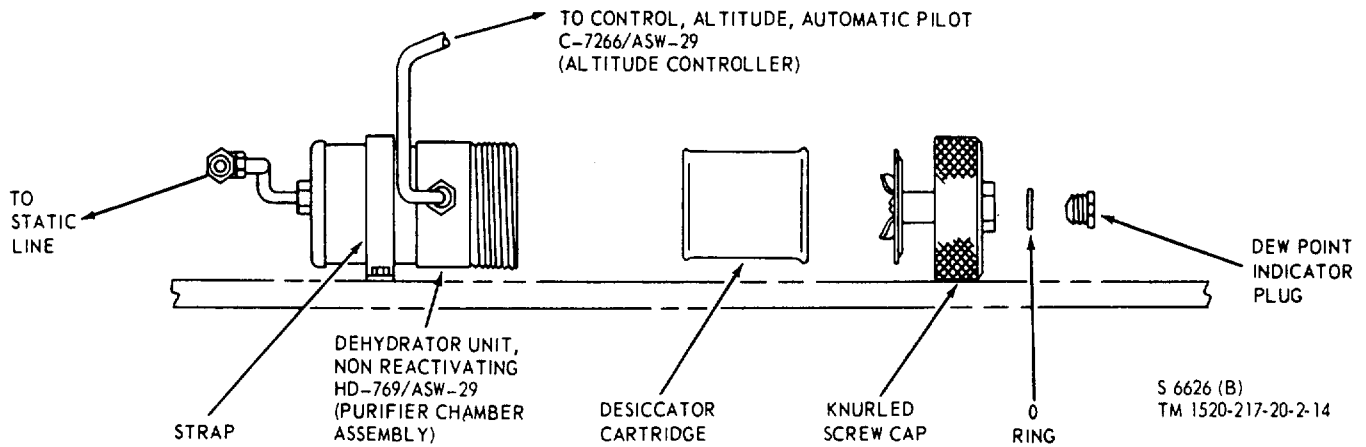 TO CONTROL, ALTITUDE, AUTOMATIC PILOT
C-7266/ASW-29
(ALTITUDE CONTROLLER)
TO
STATIC
LINE
DEW POINT
INDICATOR
PLUG
DEHYDRATOR UNIT,
NON REACTIVATING
HD-769/ASW-29
(PURIFIER CHAMBER
ASSEMBLY)
STRAP
DESICCATOR
CARTRIDGE
KNURLED
SCREW CAP
O
RING
S 6626 (B)
TM 1520-217-20-2-14